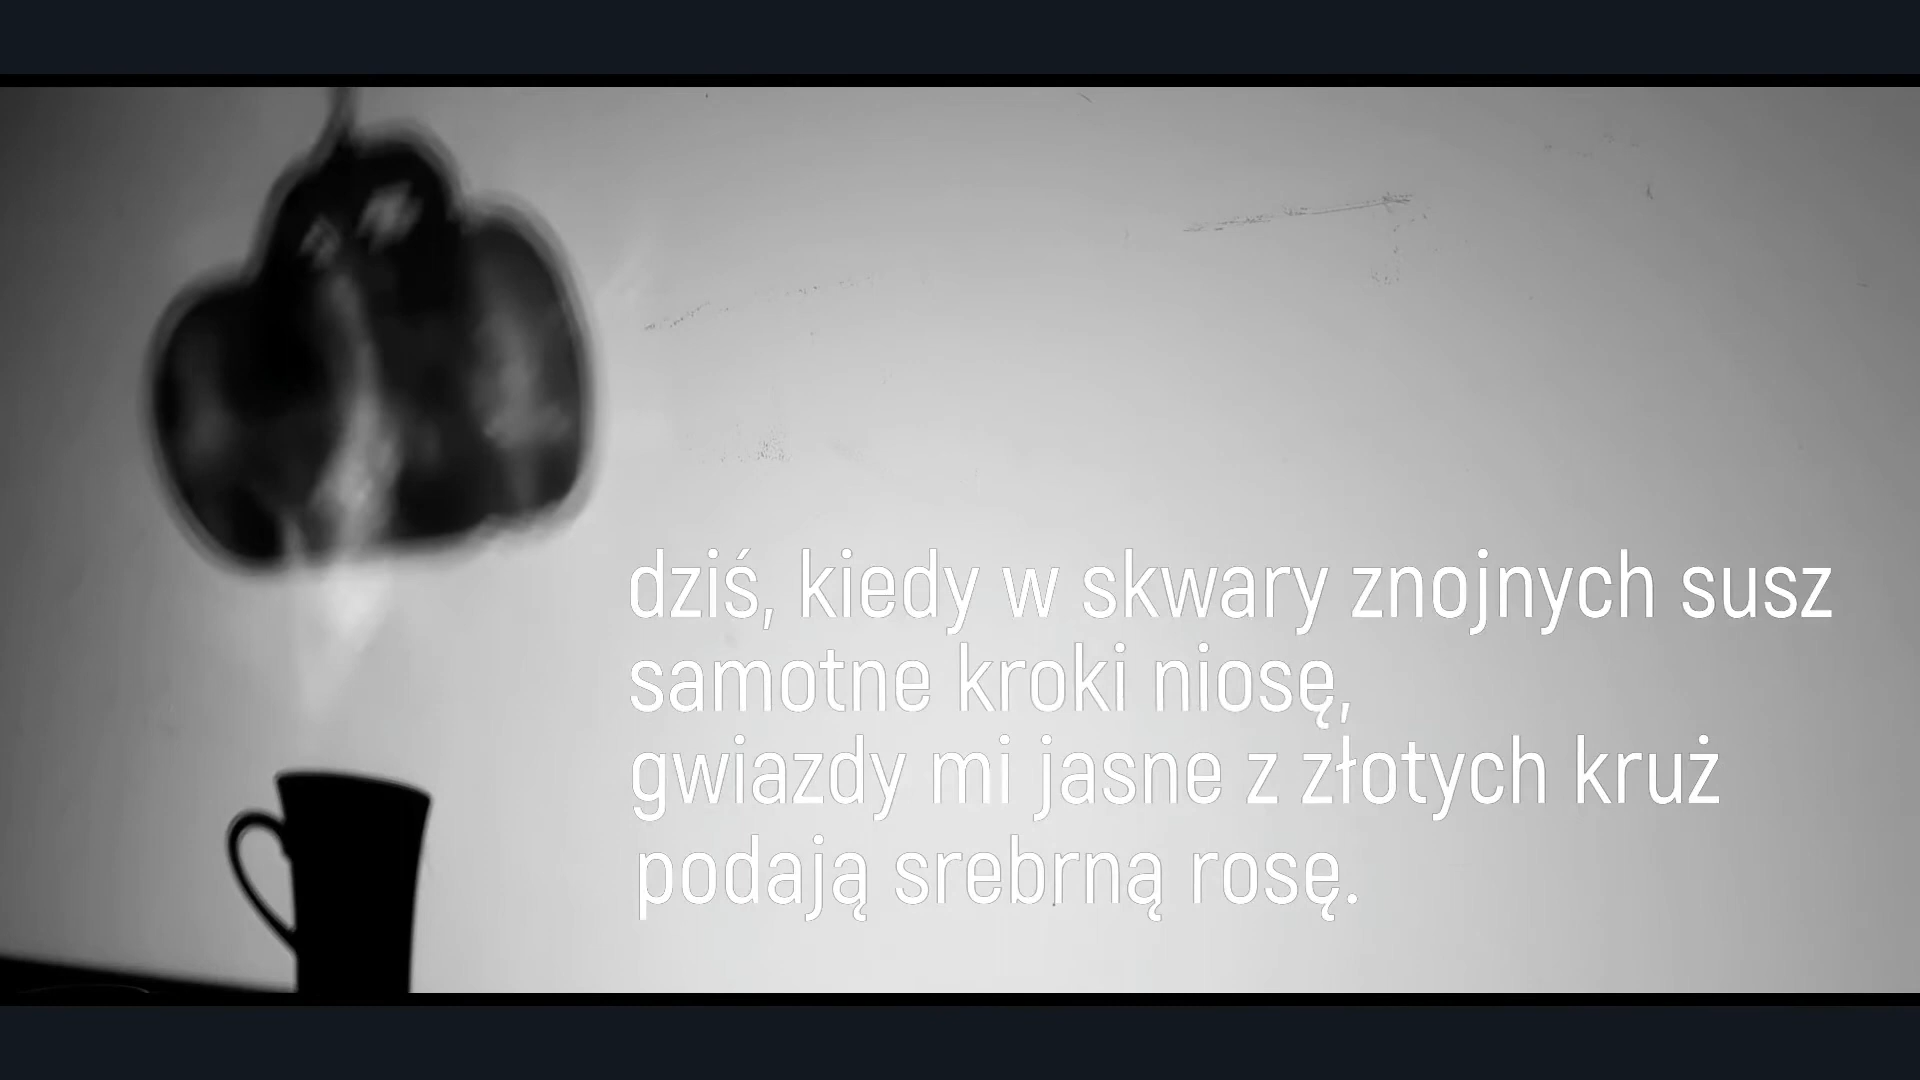 dziś, kiedy w skwary znojnych susz
samotne kroki niosę,
gwiazdy mi jasne z złotych kruż
podają srebrną rosę.